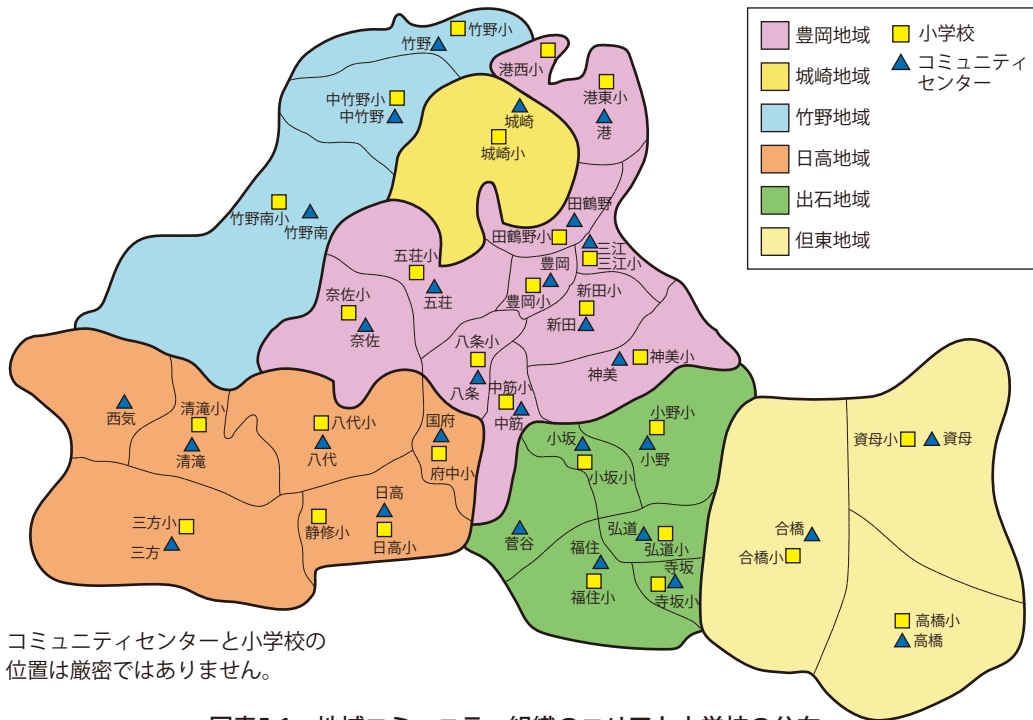 豊岡地域
城崎地域
竹野地域
日高地域
出石地域
但東地域
小学校
コミュニティ
センター
竹野小
竹野
港西小
港東小
港
中竹野小
中竹野
城崎
城崎小
竹野南小
竹野南
田鶴野
田鶴野小
三江
三江小
五荘小
五荘
豊岡
豊岡小
奈佐小
奈佐
新田小
新田
八条小
八条
神美小
神美
中筋小
中筋
西気
清滝小
清滝
八代小
八代
国府
府中小
小野小
小野
小坂
小坂小
資母小
資母
三方小
三方
静修小
日高
日高小
菅谷
弘道
弘道小
福住
福住小
寺坂
寺坂小
合橋
合橋小
高橋小
高橋
コミュニティセンターと小学校の
位置は厳密ではありません。